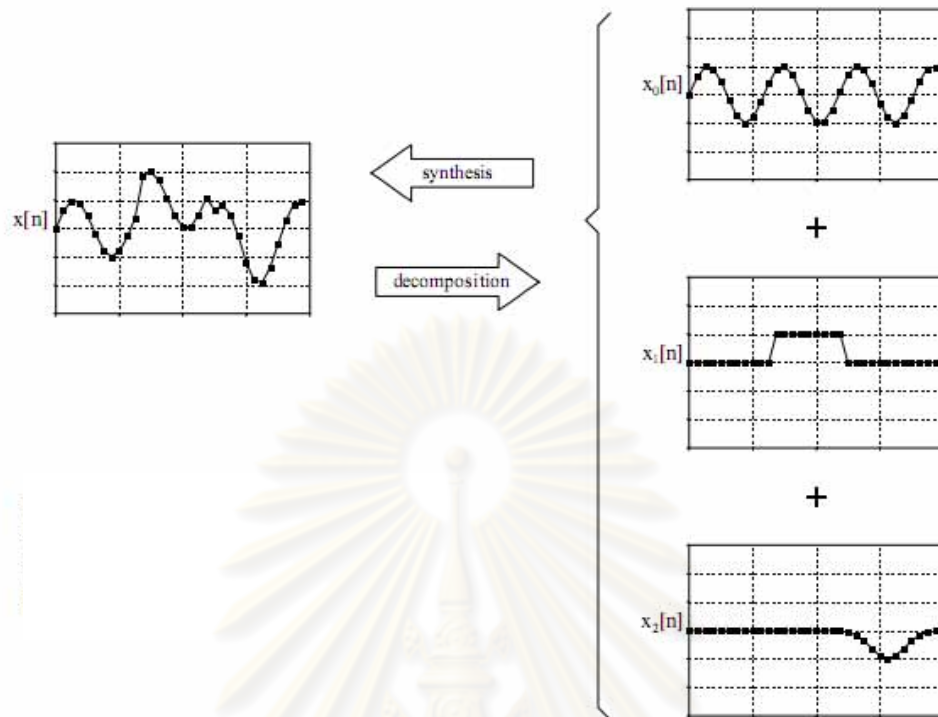 x[n]
synthesis
decomposition
x₀[n]
+
x₁[n]
+
x₂[n]